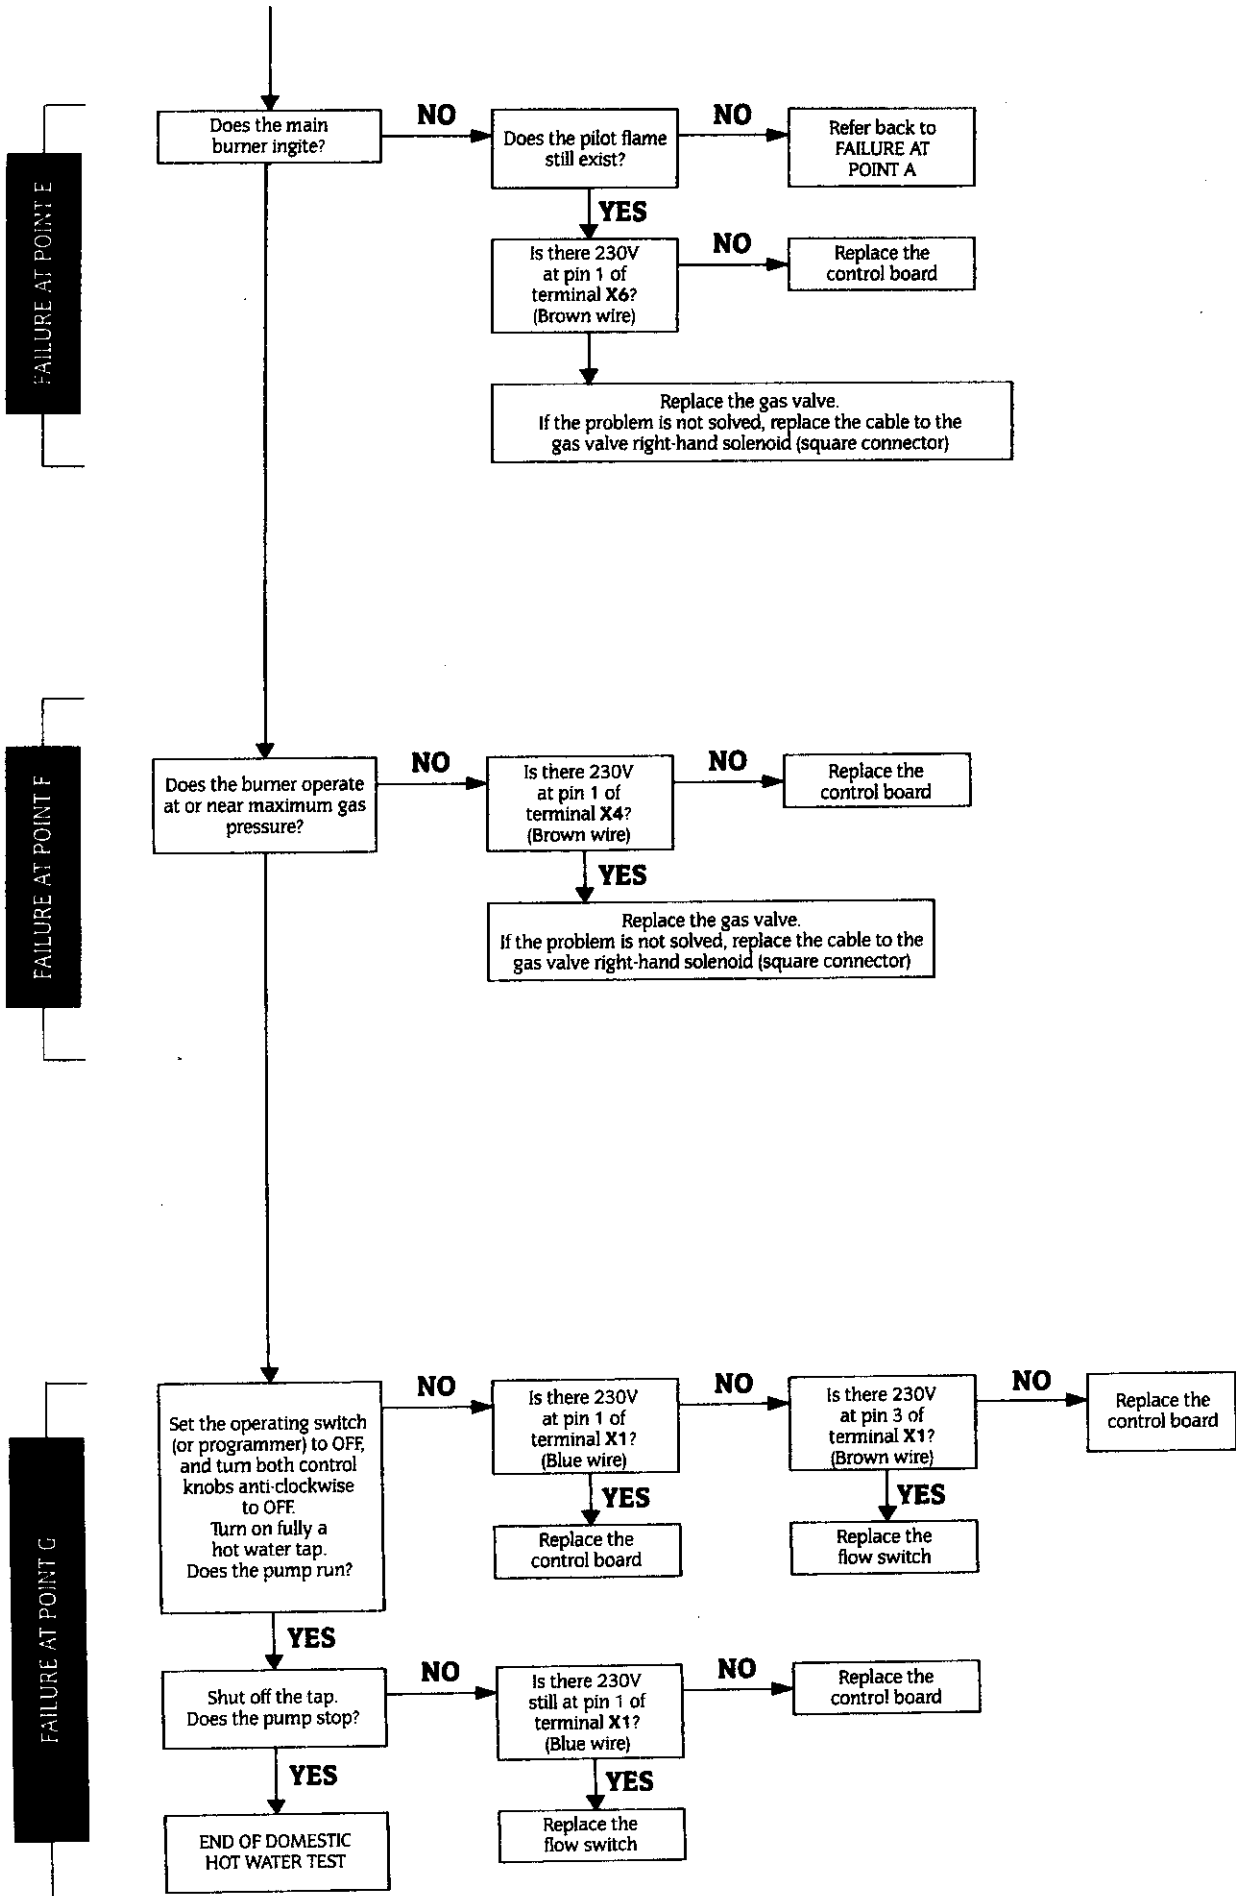 FAILURE AT POINT E
Does the main
burner ingite?
NO
Does the pilot flame
still exist?
NO
Refer back to
FAILURE AT
POINT A
YES
Is there 230V
at pin 1 of
terminal X6?
(Brown wire)
NO
Replace the
control board
Replace the gas valve.
If the problem is not solved, replace the cable to the
gas valve right-hand solenoid (square connector)
FAILURE AT POINT F
Does the burner operate
at or near maximum gas
pressure?
NO
Is there 230V
at pin 1 of
terminal X4?
(Brown wire)
NO
Replace the
control board
YES
Replace the gas valve.
If the problem is not solved, replace the cable to the
gas valve right-hand solenoid (square connector)
FAILURE AT POINT G
Set the operating switch
(or programmer) to OFF,
and turn both control
knobs anti-clockwise
to OFF.
Turn on fully a
hot water tap.
Does the pump run?
NO
Is there 230V
at pin 1 of
terminal X1?
(Blue wire)
NO
Is there 230V
at pin 3 of
terminal X1?
(Brown wire)
NO
Replace the
control board
YES
Replace the
control board
YES
Replace the
flow switch
YES
Shut off the tap.
Does the pump stop?
NO
Is there 230V
still at pin 1 of
terminal X1?
(Blue wire)
NO
Replace the
control board
YES
END OF DOMESTIC
HOT WATER TEST
YES
Replace the
flow switch